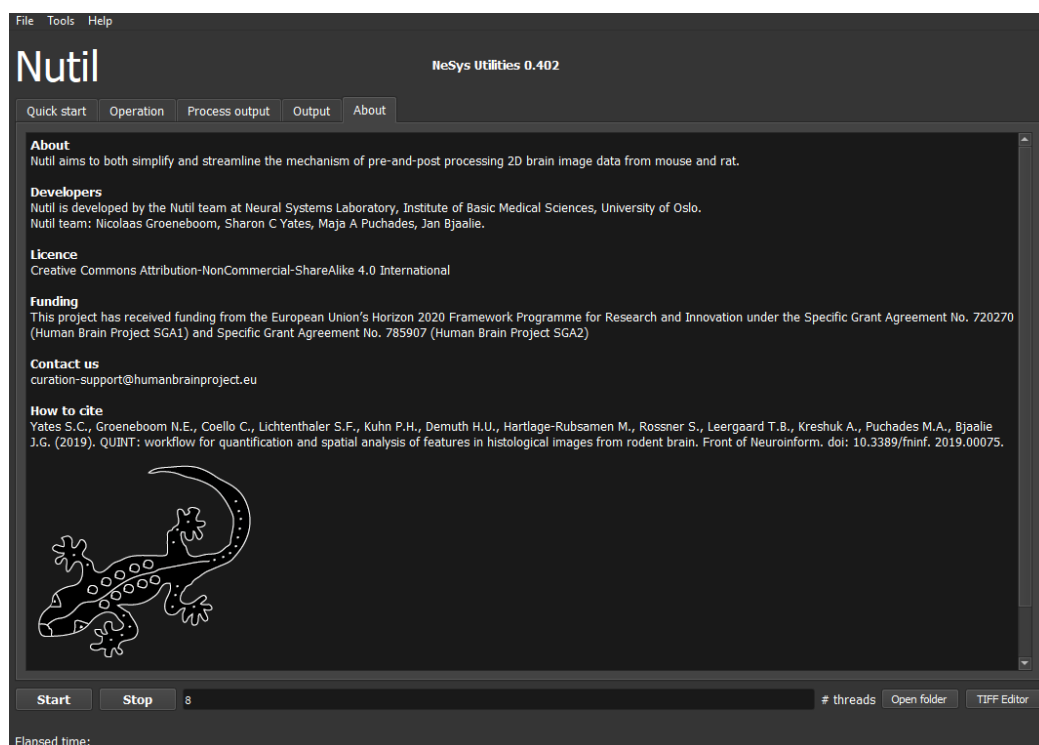 File Tools Help
Nutil
NeSys Utilities 0.402
Quick start Operation Process output Output About
About
Nutil aims to both simplify and streamline the mechanism of pre-and-post processing 2D brain image data from mouse and rat.
Developers
Nutil is developed by the Nutil team at Neural Systems Laboratory, Institute of Basic Medical Sciences, University of Oslo.
Nutil team: Nicolaas Groeneboom, Sharon C Yates, Maja A Puchades, Jan Bjaalie.
Licence
Creative Commons Attribution-NonCommercial-ShareAlike 4.0 International
Funding
This project has received funding from the European Union’s Horizon 2020 Framework Programme for Research and Innovation under the Specific Grant Agreement No. 720270
(Human Brain Project SGA1) and Specific Grant Agreement No. 785907 (Human Brain Project SGA2)
Contact us
curation-support@humanbrainproject.eu
How to cite
Yates S.C., Groeneboom N.E., Coello C., Lichtenthaler S.F., Kuhn P.H., Demuth H.U., Hartlage-Rubsamen M., Rossner S., Leergaard T.B., Kreshuk A., Puchades M.A., Bjaalie
J.G. (2019). QUINT: workflow for quantification and spatial analysis of features in histological images from rodent brain. Front of Neuroinform. doi: 10.3389/fninf. 2019.00075.
Start Stop 8 # threads Open folder TIFF Editor
Elapsed time: